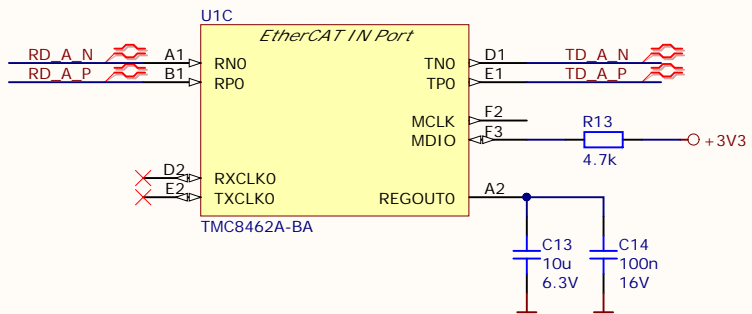 U1C
EtherCAT IN Port
RD_A_N A1 RN0 TN0 D1 TD_A_N
RD_A_P B1 RP0 TP0 E1 TD_A_P
MCLK F2
MDIO F3 R13 +3V3
4.7k
D2 RXCLK0
E2 TXCLK0 REGOUT0 A2
TMC8462A-BA
C13 C14
10u 100n
6.3V 16V